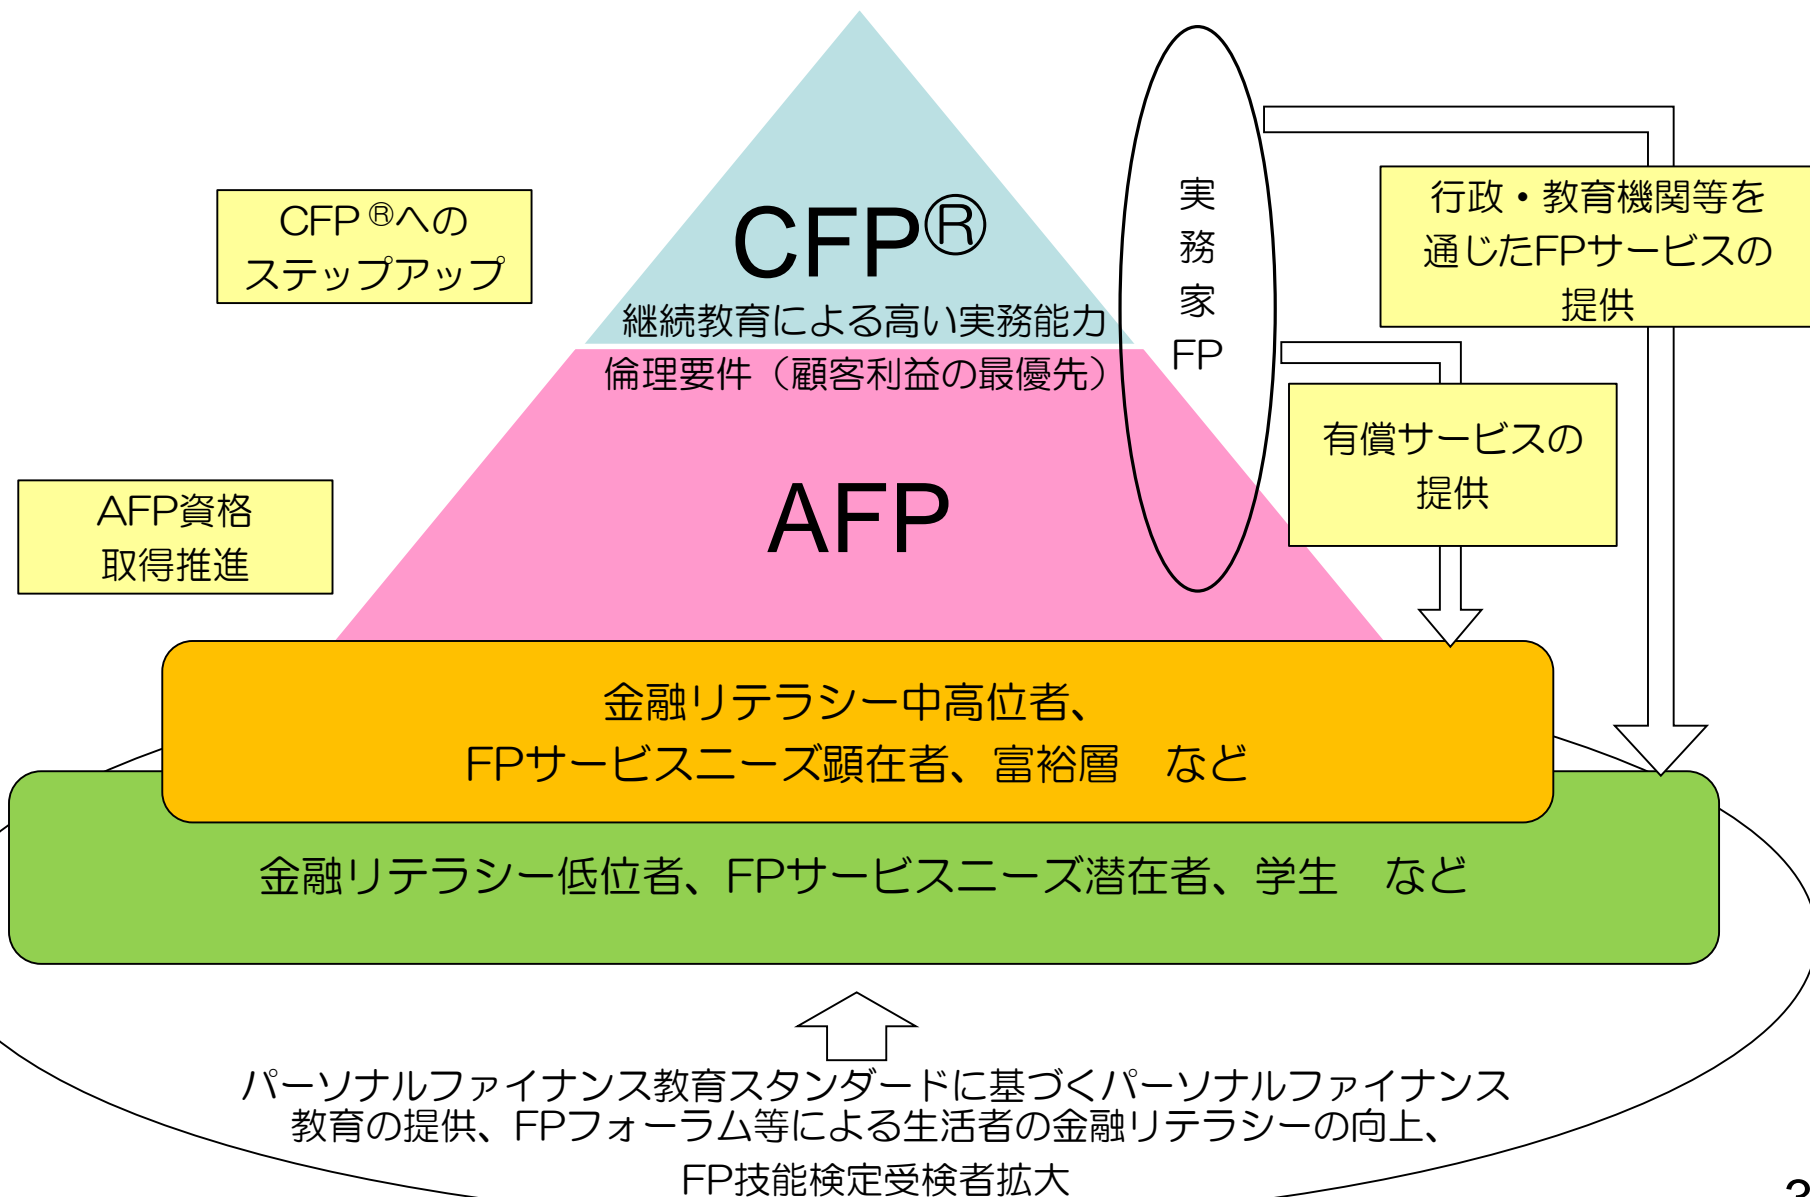 CFP®
継続教育による高い実務能力
倫理要件（顧客利益の最優先）
AFP
CFP®への
ステップアップ
AFP資格
取得推進
実
務
家
FP
行政・教育機関等を
通じたFPサービスの
提供
有償サービスの
提供
金融リテラシー中高位者、
FPサービスニーズ顕在者、富裕層　など
金融リテラシー低位者、FPサービスニーズ潜在者、学生　など
パーソナルファイナンス教育スタンダードに基づくパーソナルファイナンス
教育の提供、FPフォーラム等による生活者の金融リテラシーの向上、
FP技能検定受検者拡大